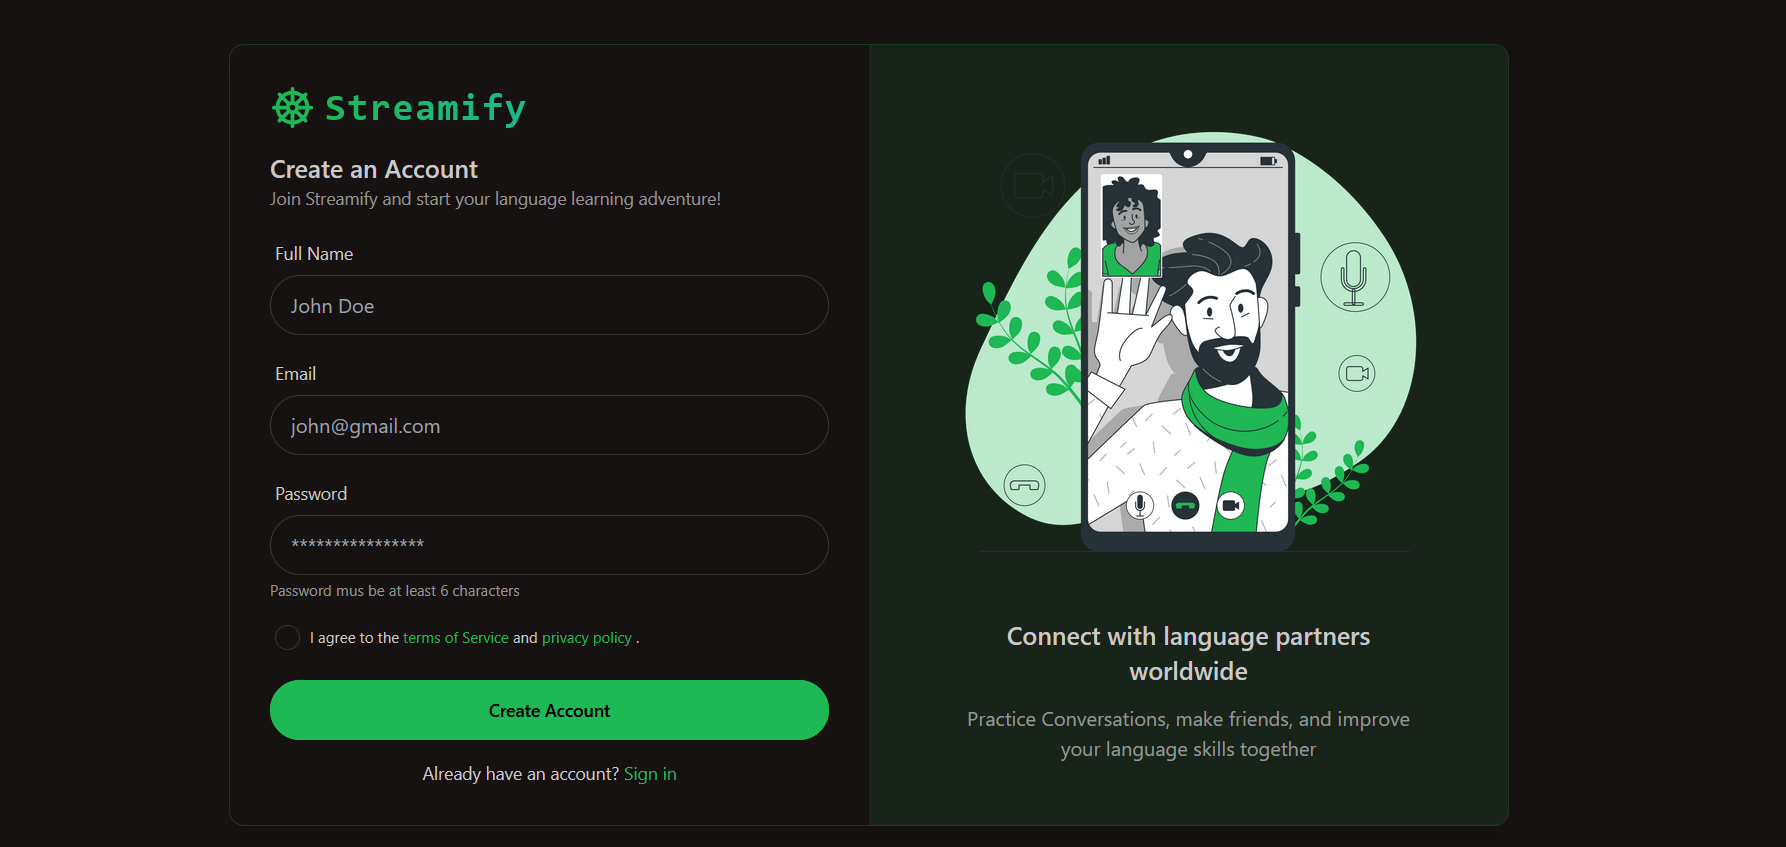 Streamify
Create an Account
Join Streamify and start your language learning adventure!
Full Name
John Doe
Email
john@gmail.com
Password
****************
Password mus be at least 6 characters
I agree to the terms of Service and privacy policy .
Create Account
Already have an account? Sign in
Connect with language partners
worldwide
Practice Conversations, make friends, and improve
your language skills together